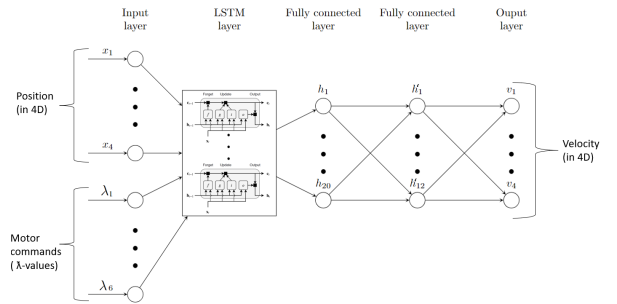 Input
layer
LSTM
layer
Fully connected
layer
Fully connected
layer
Ouput
layer
Position
(in 4D)
x1
x4
Motor
commands
( λ-values)
λ1
λ6
Forget Update Output
f g i o
Forget Update Output
f g i o
h1
h20
h′1
h′12
v1
v4
Velocity
(in 4D)